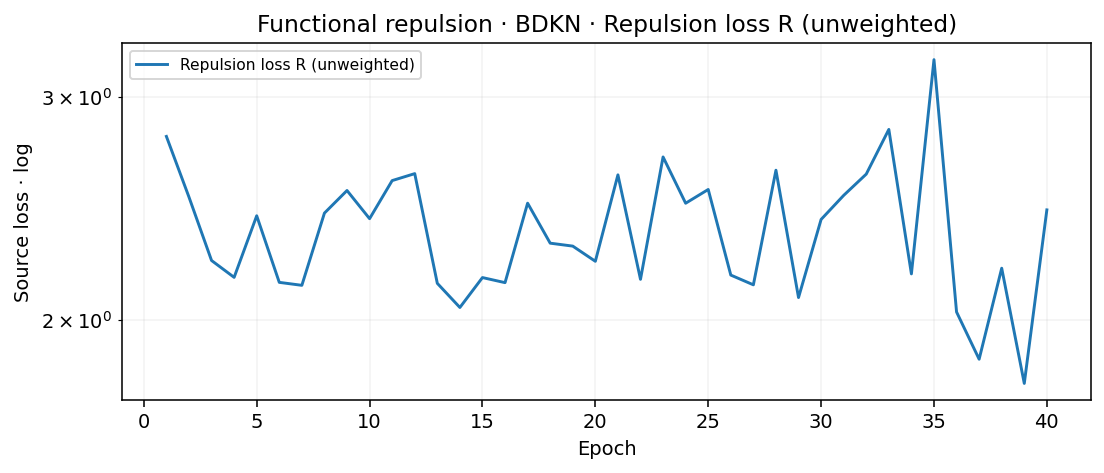 Functional repulsion · BDKN · Repulsion loss R (unweighted)
Repulsion loss R (unweighted)
3 × 10⁰
2 × 10⁰
Source loss · log
0 5 10 15 20 25 30 35 40
Epoch